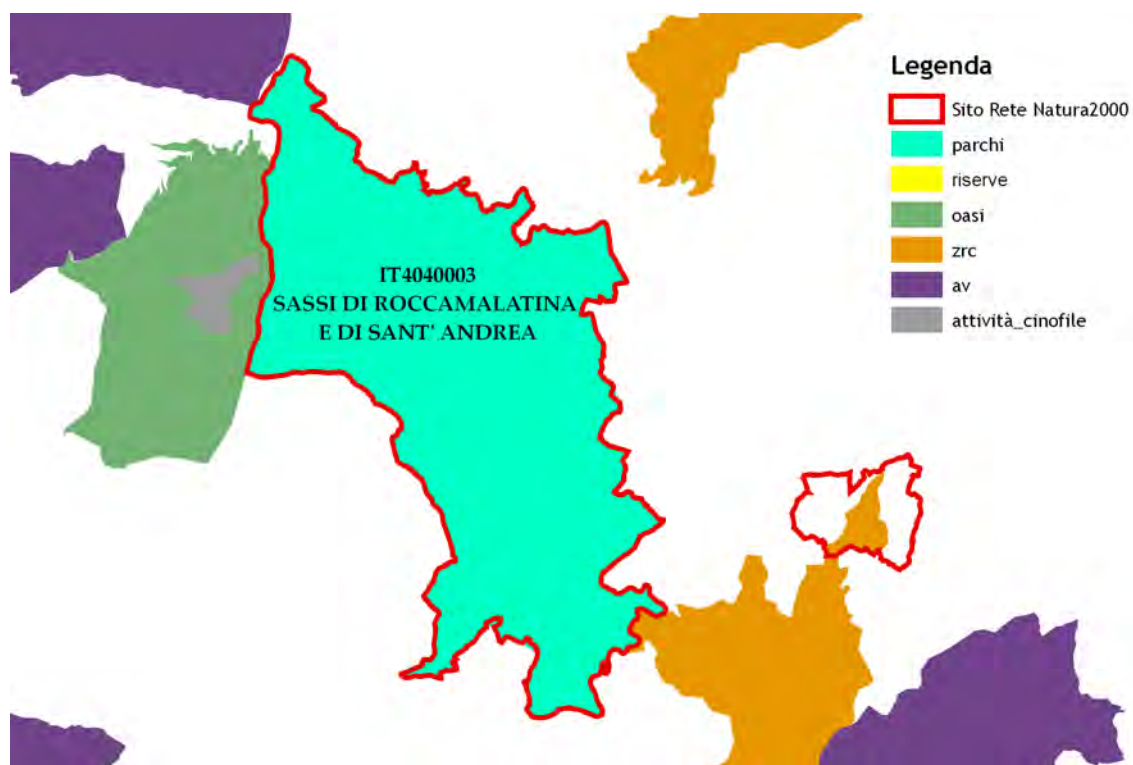 IT4040003
SASSI DI ROCCAMALATINA
E DI SANT' ANDREA
Legenda
Sito Rete Natura2000
parchi
riserve
oasi
zrc
av
attività_cinofile